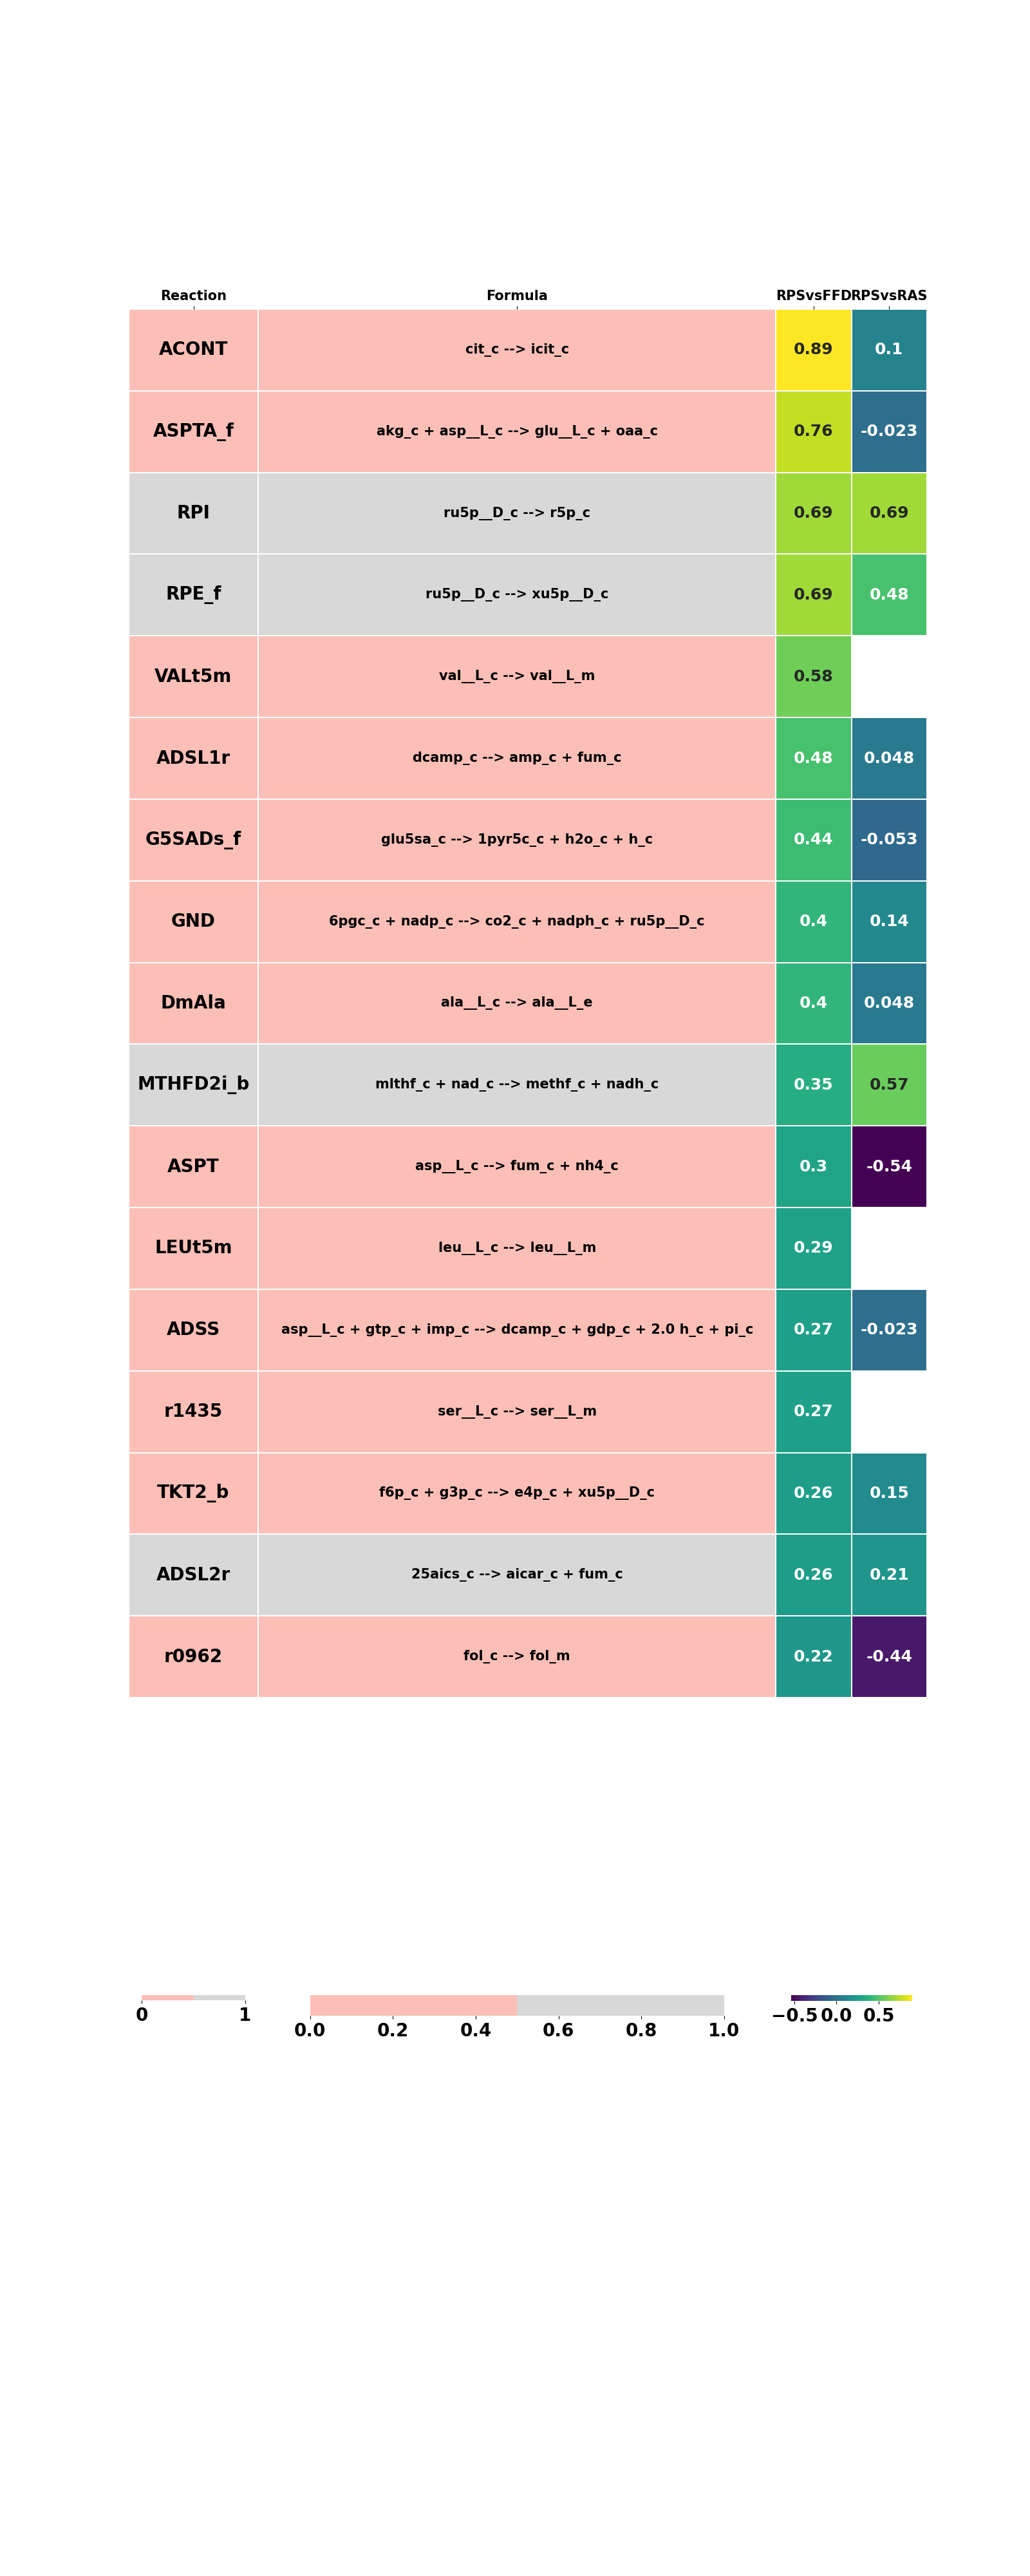 Reaction Formula RPSvsFFD RPSvsRAS
ACONT cit_c --> icit_c 0.89 0.1
ASPTA_f akg_c + asp__L_c --> glu__L_c + oaa_c 0.76 -0.023
RPI ru5p__D_c --> r5p_c 0.69 0.69
RPE_f ru5p__D_c --> xu5p__D_c 0.69 0.48
VALt5m val__L_c --> val__L_m 0.58
ADSL1r dcamp_c --> amp_c + fum_c 0.48 0.048
G5SADs_f glu5sa_c --> 1pyr5c_c + h2o_c + h_c 0.44 -0.053
GND 6pgc_c + nadp_c --> co2_c + nadph_c + ru5p__D_c 0.4 0.14
DmAla ala__L_c --> ala__L_e 0.4 0.048
MTHFD2i_b mlthf_c + nad_c --> methf_c + nadh_c 0.35 0.57
ASPT asp__L_c --> fum_c + nh4_c 0.3 -0.54
LEUt5m leu__L_c --> leu__L_m 0.29
ADSS asp__L_c + gtp_c + imp_c --> dcamp_c + gdp_c + 2.0 h_c + pi_c 0.27 -0.023
r1435 ser__L_c --> ser__L_m 0.27
TKT2_b f6p_c + g3p_c --> e4p_c + xu5p__D_c 0.26 0.15
ADSL2r 25aics_c --> aicar_c + fum_c 0.26 0.21
r0962 fol_c --> fol_m 0.22 -0.44
0 1 −0.5 0.0 0.5
0.0 0.2 0.4 0.6 0.8 1.0